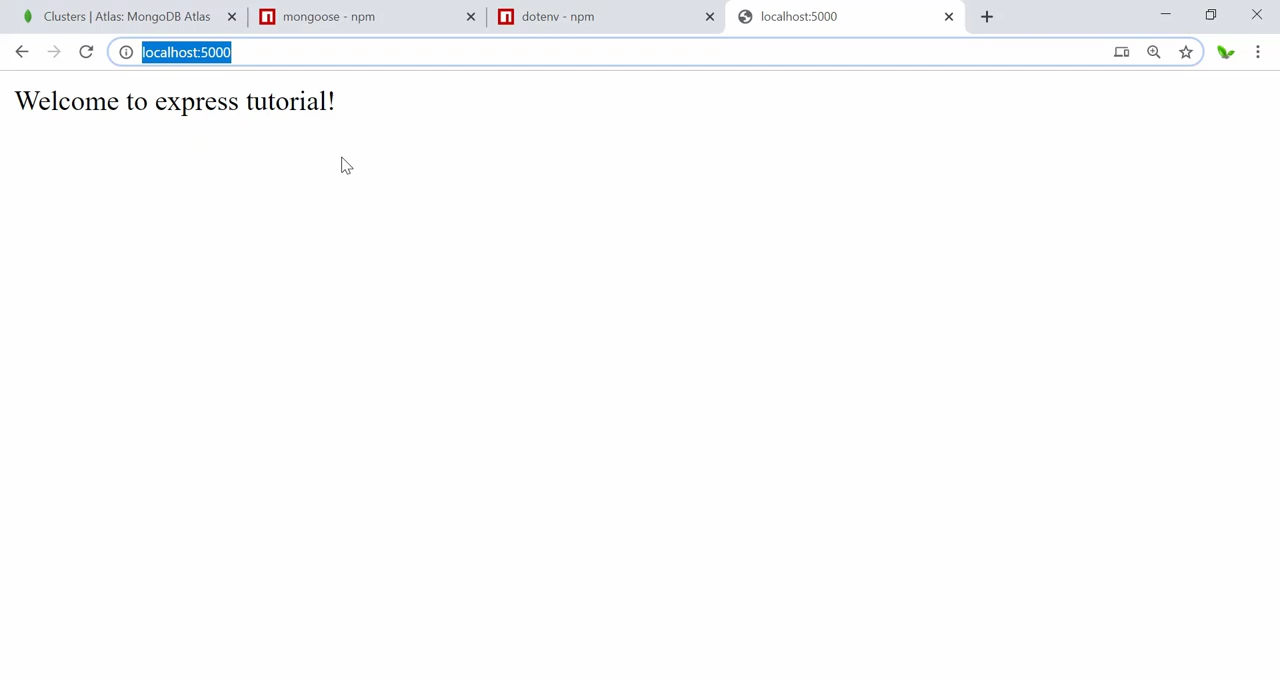 Clusters | Atlas: MongoDB Atlas
mongoose - npm
dotenv - npm
localhost:5000
localhost:5000
Welcome to express tutorial!